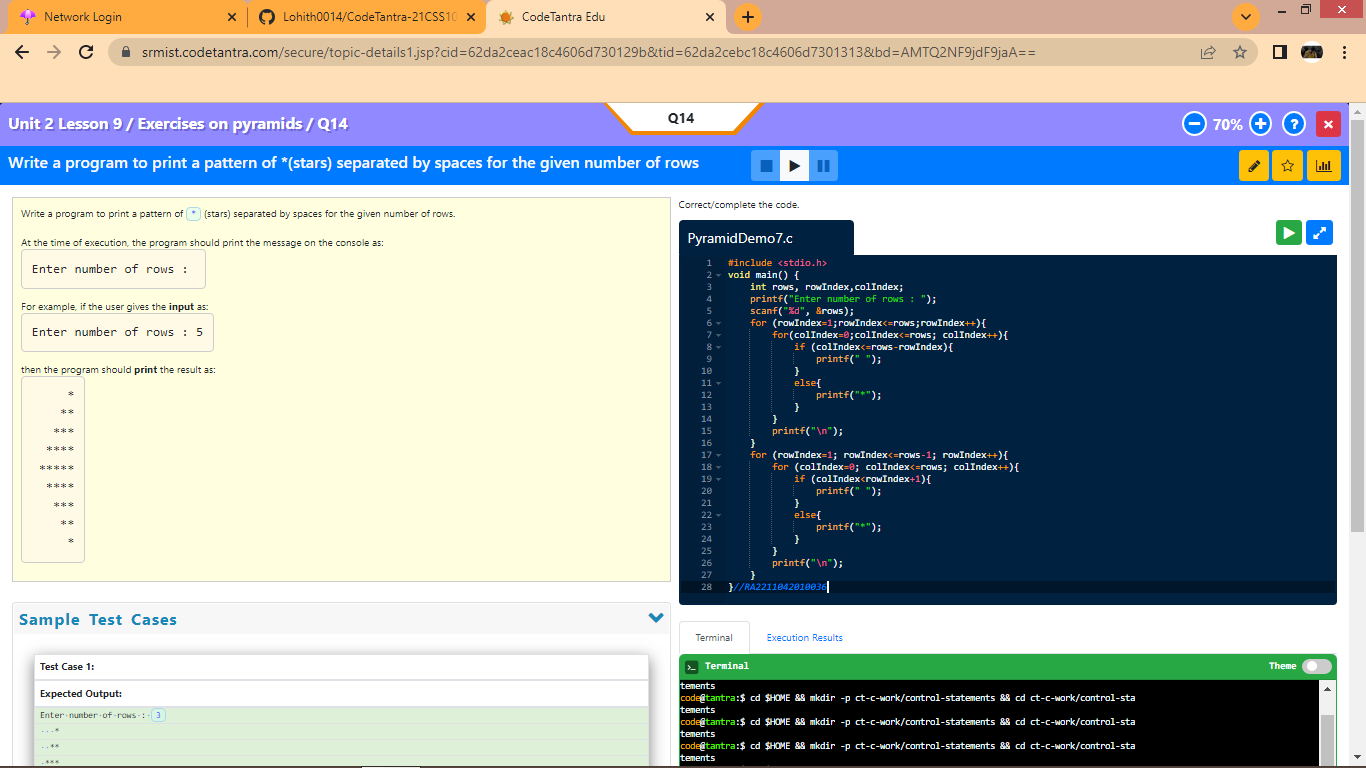 Network Login
Lohith0014/CodeTantra-21CSS10
CodeTantra Edu
srmist.codetantra.com/secure/topic-details1.jsp?cid=62da2ceac18c4606d730129b&tid=62da2cebc18c4606d7301313&bd=AMTQ2NF9jdF9jaA==
Unit 2 Lesson 9 / Exercises on pyramids / Q14
Q14
70%
Write a program to print a pattern of *(stars) separated by spaces for the given number of rows
Write a program to print a pattern of * (stars) separated by spaces for the given number of rows.
At the time of execution, the program should print the message on the console as:
Enter number of rows :
For example, if the user gives the input as:
Enter number of rows : 5
then the program should print the result as:
     *
    **
   ***
  ****
 *****
  ****
   ***
    **
     *
Sample Test Cases
Test Case 1:
Expected Output:
Enter·number·of·rows·:· 3
···*
··**
·***
Correct/complete the code.
PyramidDemo7.c
1 #include <stdio.h>
2 void main() {
3 int rows, rowIndex,colIndex;
4 printf("Enter number of rows : ");
5 scanf("%d", &rows);
6 for (rowIndex=1;rowIndex<=rows;rowIndex++){
7 for(colIndex=0;colIndex<=rows; colIndex++){
8 if (colIndex<=rows-rowIndex){
9 printf(" ");
10 }
11 else{
12 printf("*");
13 }
14 }
15 printf("\n");
16 }
17 for (rowIndex=1; rowIndex<=rows-1; rowIndex++){
18 for (colIndex=0; colIndex<=rows; colIndex++){
19 if (colIndex<rowIndex+1){
20 printf(" ");
21 }
22 else{
23 printf("*");
24 }
25 }
26 printf("\n");
27 }
28 }//RA2211042010036
Terminal
Execution Results
Terminal
Theme
tements
code@tantra:$ cd $HOME && mkdir -p ct-c-work/control-statements && cd ct-c-work/control-sta
tements
code@tantra:$ cd $HOME && mkdir -p ct-c-work/control-statements && cd ct-c-work/control-sta
tements
code@tantra:$ cd $HOME && mkdir -p ct-c-work/control-statements && cd ct-c-work/control-sta
tements